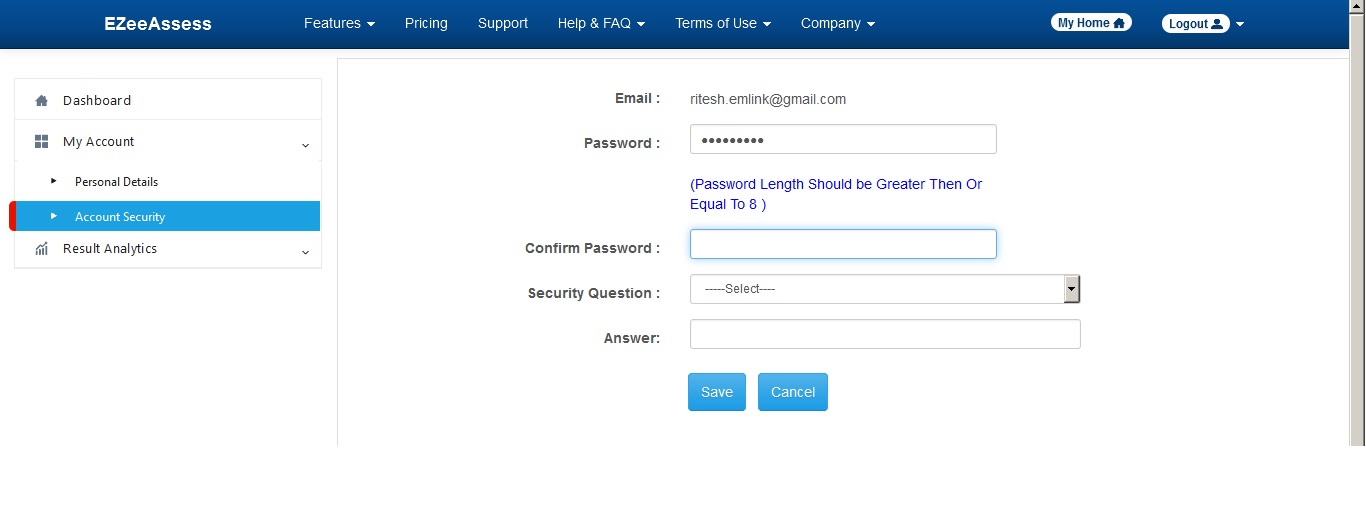 EZeeAssess Features Pricing Support Help & FAQ Terms of Use Company My Home Logout
Dashboard
My Account
Personal Details
Account Security
Result Analytics
Email : ritesh.emlink@gmail.com
Password : •••••••••
(Password Length Should be Greater Then Or
Equal To 8 )
Confirm Password :
Security Question : -----Select----
Answer:
Save Cancel